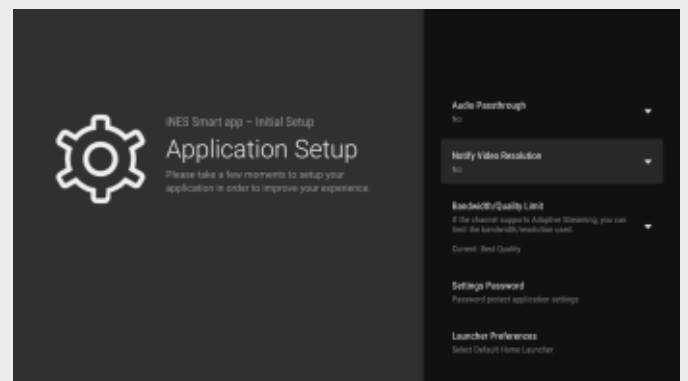 iNES Smart app – Initial Setup
Application Setup
Please take a few moments to setup your
application in order to improve your experience.
Audio Passthrough
No
Notify Video Resolution
No
Bandwidth/Quality Limit
If the channel supports Adaptive Streaming, you can
limit the bandwidth/resolution used.
Current: Best Quality
Settings Password
Password protect application settings
Launcher Preferences
Select Default Home Launcher